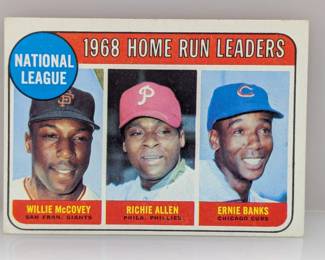 1968 HOME RUN LEADERS
NATIONAL
LEAGUE
SF
P
C
WILLIE McCOVEY
SAN FRAN. GIANTS
RICHIE ALLEN
PHILA. PHILLIES
ERNIE BANKS
CHICAGO CUBS